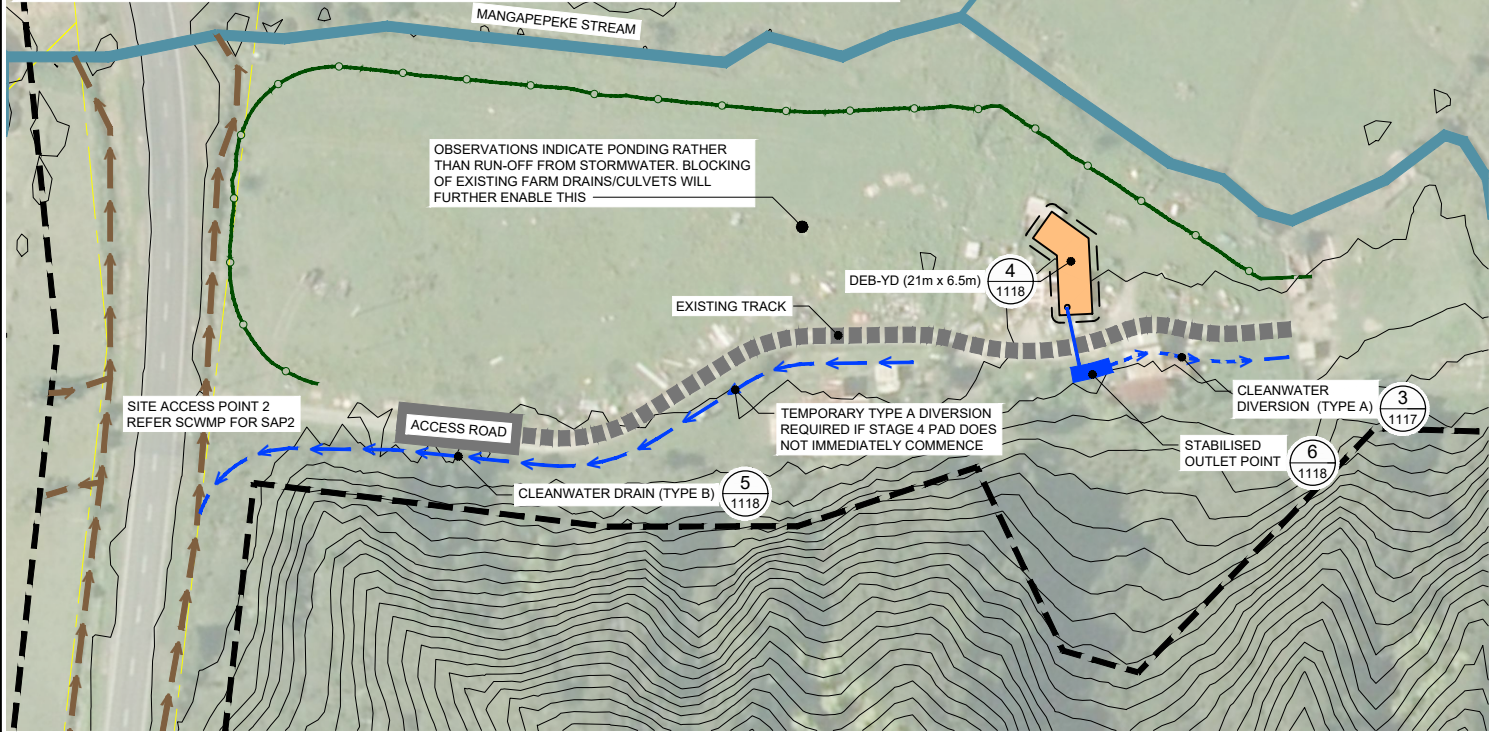 MANGAPEPEKE STREAM
OBSERVATIONS INDICATE PONDING RATHER
THAN RUN-OFF FROM STORMWATER. BLOCKING
OF EXISTING FARM DRAINS/CULVETS WILL
FURTHER ENABLE THIS
DEB-YD (21m x 6.5m)
4
1118
EXISTING TRACK
SITE ACCESS POINT 2
REFER SCWMP FOR SAP2
ACCESS ROAD
TEMPORARY TYPE A DIVERSION
REQUIRED IF STAGE 4 PAD DOES
NOT IMMEDIATELY COMMENCE
CLEANWATER
DIVERSION (TYPE A)
3
1117
STABILISED
OUTLET POINT
6
1118
CLEANWATER DRAIN (TYPE B)
5
1118